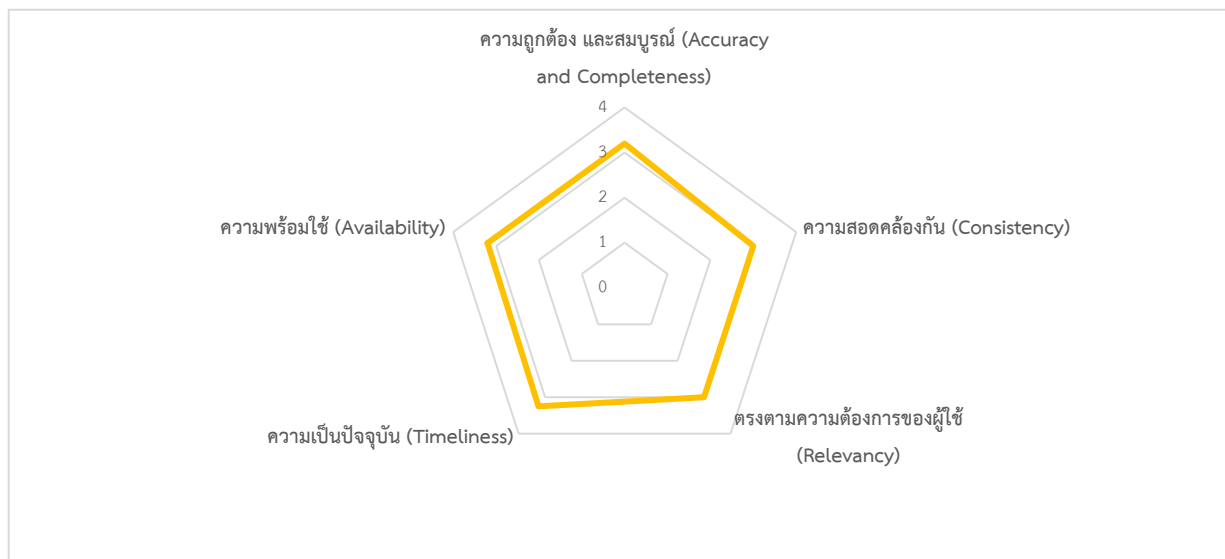 ความถูกต้อง และสมบูรณ์ (Accuracy
and Completeness)
4
3
2
1
0
ความพร้อมใช้ (Availability)
ความสอดคล้องกัน (Consistency)
ความเป็นปัจจุบัน (Timeliness)
ตรงตามความต้องการของผู้ใช้
(Relevancy)